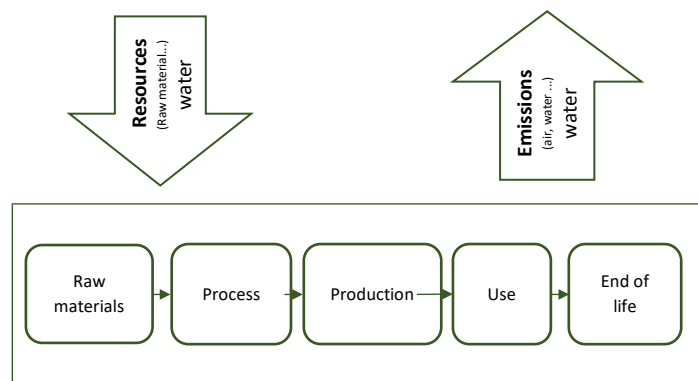 Resources
(Raw material...)
water
Emissions
(air, water ...)
water
Raw
materials
Process
Production
Use
End of
life